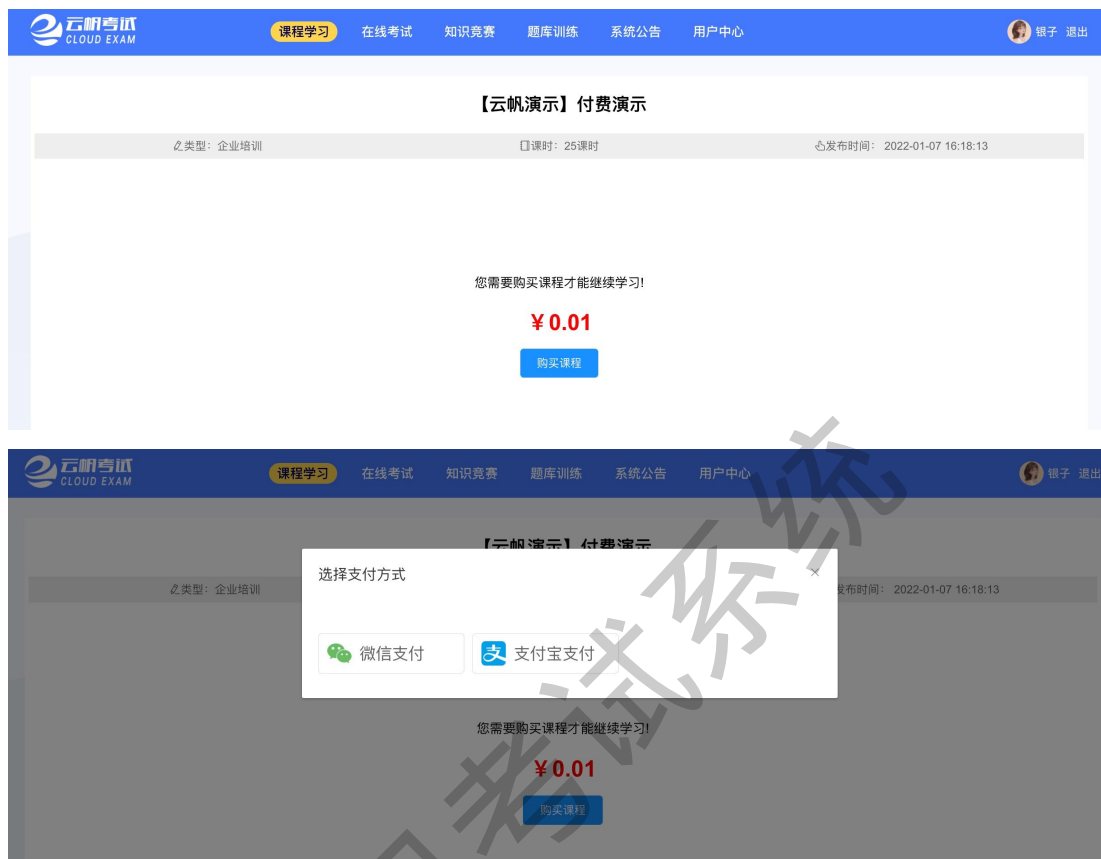 云帆考试
CLOUD EXAM
课程学习 在线考试 知识竞赛 题库训练 系统公告 用户中心 银子 退出
【云帆演示】付费演示
类型：企业培训 课时：25课时 发布时间： 2022-01-07 16:18:13
您需要购买课程才能继续学习!
￥0.01
购买课程
云帆考试
CLOUD EXAM
课程学习 在线考试 知识竞赛 题库训练 系统公告 用户中心 银子 退出
【云帆演示】付费演示
选择支付方式 ×
类型：企业培训 发布时间： 2022-01-07 16:18:13
微信支付 支付宝支付
您需要购买课程才能继续学习!
￥0.01
购买课程
考试系统